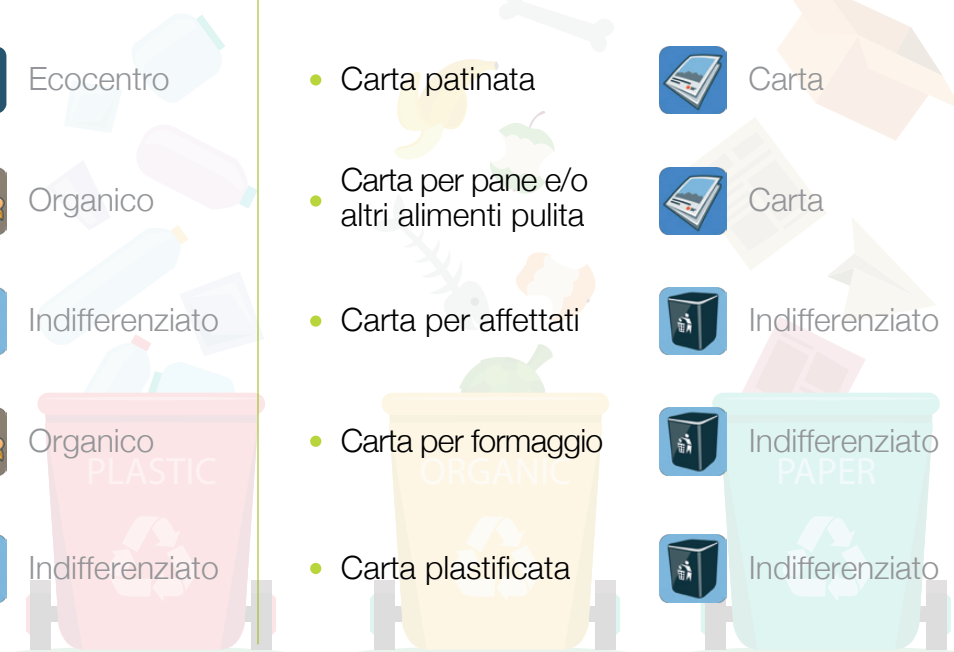 Ecocentro
Organico
Indifferenziato
Organico
Indifferenziato
Carta patinata
Carta
Carta per pane e/o
altri alimenti pulita
Carta
Carta per affettati
Indifferenziato
Carta per formaggio
Indifferenziato
Carta plastificata
Indifferenziato
PLASTIC
ORGANIC
PAPER